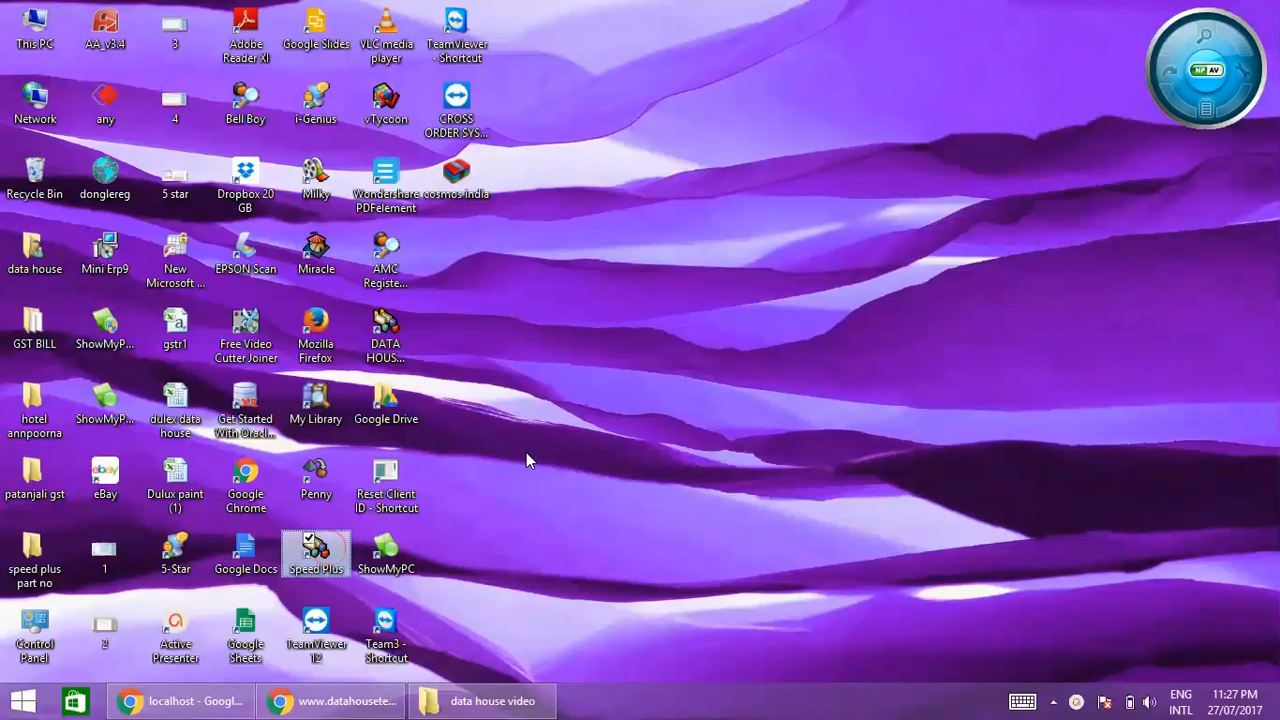 This PC
AA_v3.4
3
Adobe
Reader XI
Google Slides
VLC media
player
TeamViewer
- Shortcut
Network
any
4
Bell Boy
i-Genius
vTycoon
CROSS
ORDER SYS...
Recycle Bin
donglereg
5 star
Dropbox 20
GB
Milky
Wondershare
PDFelement
cosmos india
data house
Mini Erp9
New
Microsoft ...
EPSON Scan
Miracle
AMC
Registe...
GST BILL
ShowMyP...
gstr1
Free Video
Cutter Joiner
Mozilla
Firefox
DATA
HOUS...
hotel
annpoorna
ShowMyP...
dulex data
house
Get Started
With Oracl...
My Library
Google Drive
patanjali gst
eBay
Dulux paint
(1)
Google
Chrome
Penny
Reset Client
ID - Shortcut
speed plus
part no
1
5-Star
Google Docs
Speed Plus
ShowMyPC
Control
Panel
2
Active
Presenter
Google
Sheets
TeamViewer
12
Team3 -
Shortcut
NP AV
localhost - Googl...
www.datahousete...
data house video
ENG
INTL
11:27 PM
27/07/2017